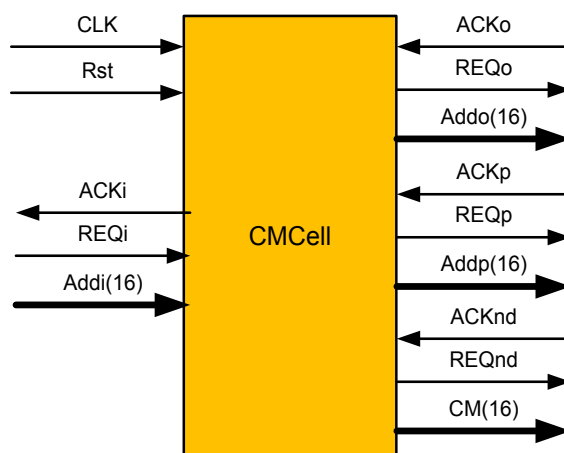 CLK
Rst
ACKi
REQi
Addi(16)
CMCell
ACKo
REQo
Addo(16)
ACKp
REQp
Addp(16)
ACKnd
REQnd
CM(16)